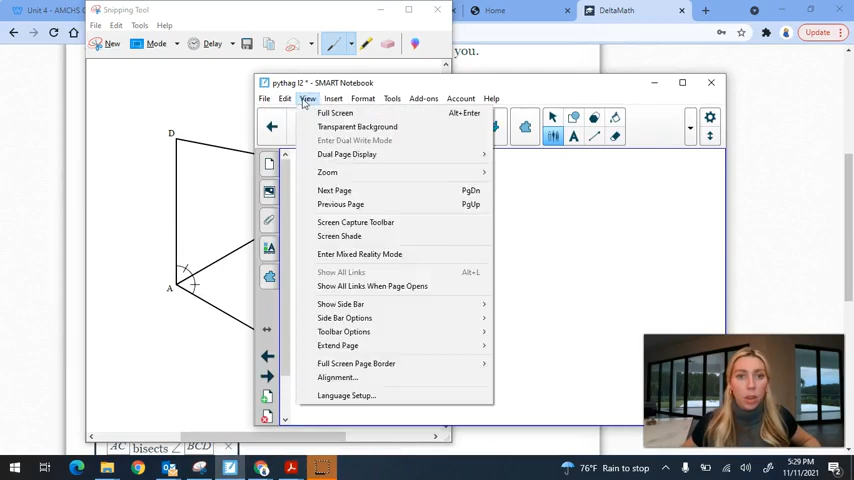 Unit 4 - AMCHS
Snipping Tool
Home
DeltaMath
Update
File Edit Tools Help
New Mode Delay
you.
pythag l2 * - SMART Notebook
File Edit View Insert Format Tools Add-ons Account Help
Full Screen Alt+Enter
Transparent Background
Enter Dual Write Mode
Dual Page Display
Zoom
Next Page PgDn
Previous Page PgUp
Screen Capture Toolbar
Screen Shade
Enter Mixed Reality Mode
Show All Links Alt+L
Show All Links When Page Opens
Show Side Bar
Side Bar Options
Toolbar Options
Extend Page
Full Screen Page Border
Alignment...
Language Setup...
D
A
AC bisects ∠ BCD
76°F Rain to stop
5:29 PM
11/11/2021
2